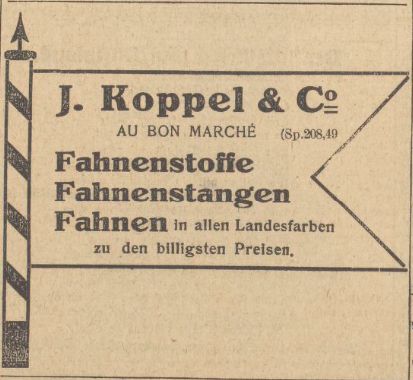 J. Koppel & Co
AU BON MARCHÉ (Sp.208,49
Fahnenstoffe
Fahnenstangen
Fahnen in allen Landesfarben
zu den billigsten Preisen.